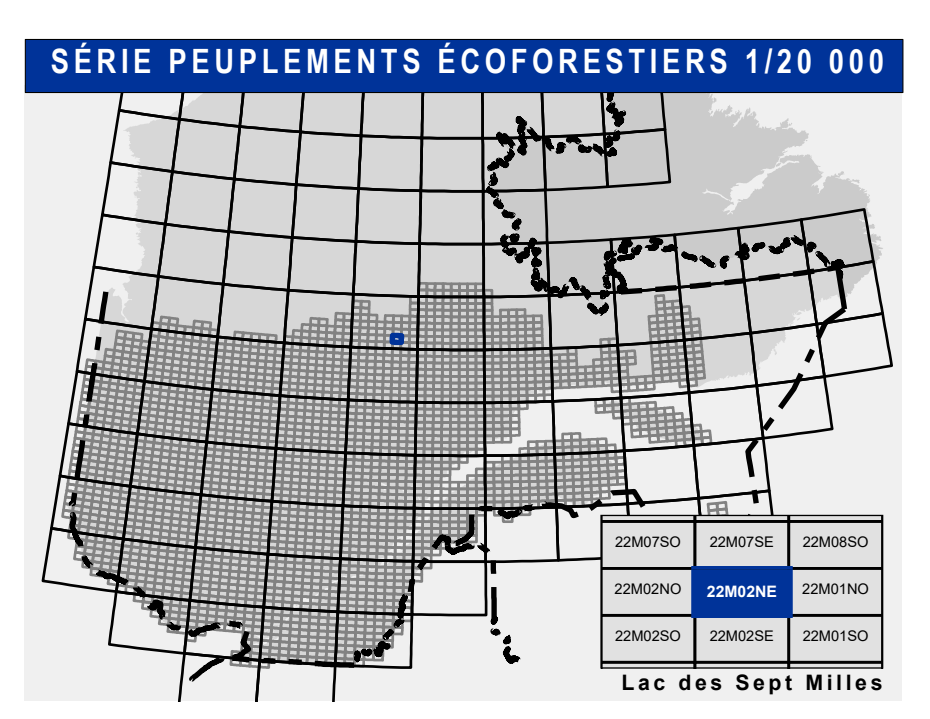 SÉRIE PEUPLEMENTS ÉCOFORESTIERS 1/20 000
22M07SO 22M07SE 22M08SO
22M02NO 22M02NE 22M01NO
22M02SO 22M02SE 22M01SO
Lac des Sept Milles